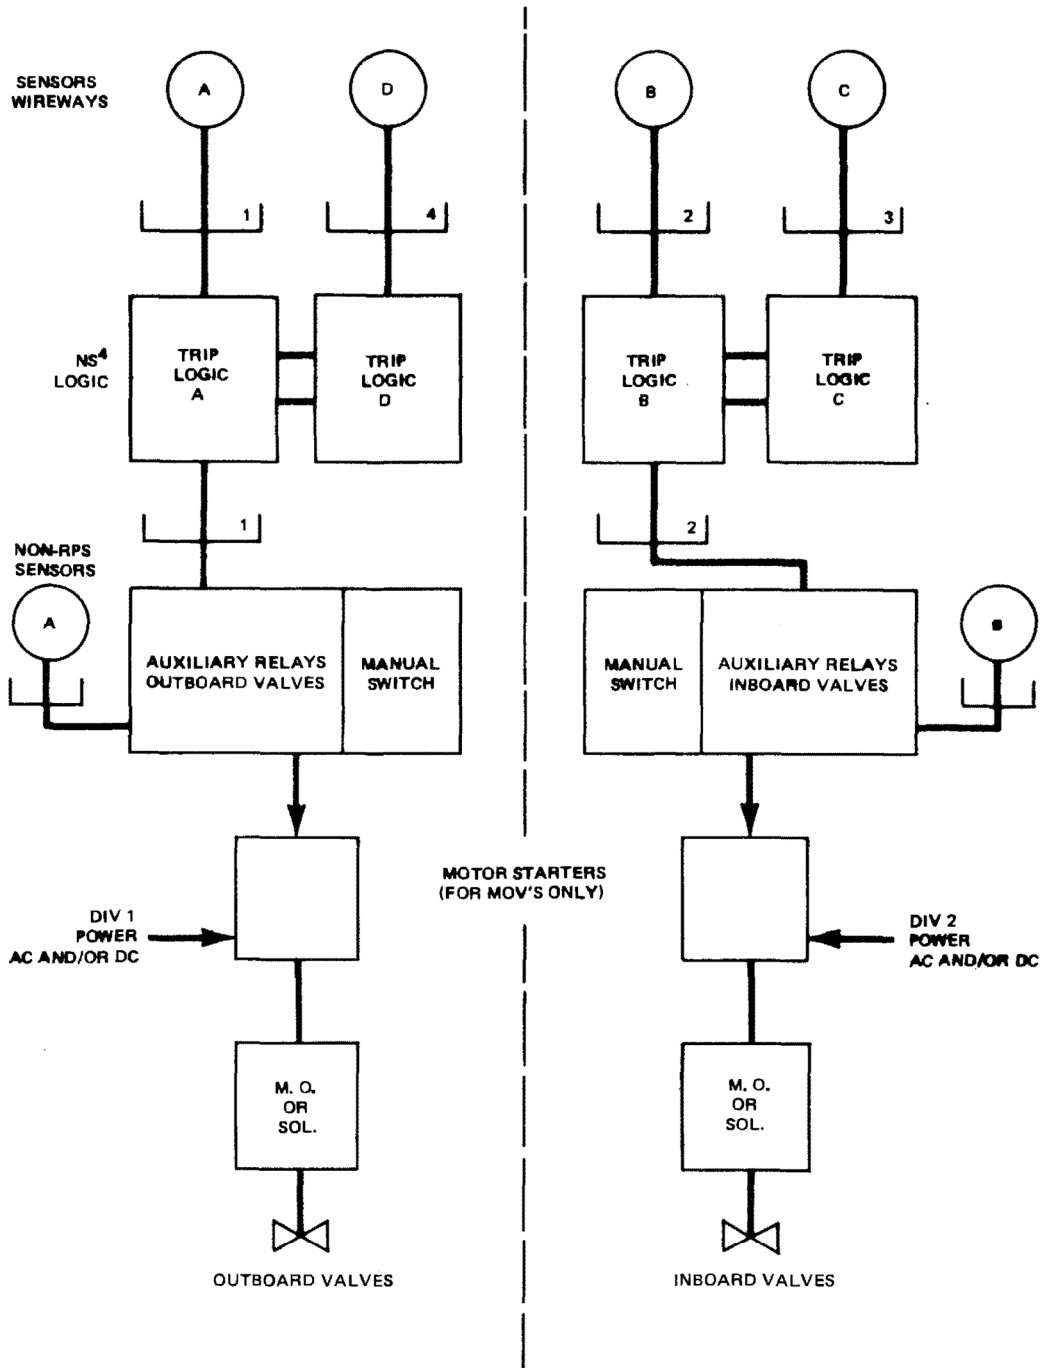 SENSORS
WIREWAYS
A
D
B
C
1
4
2
3
NS⁴
LOGIC
TRIP
LOGIC
A
TRIP
LOGIC
D
TRIP
LOGIC
B
TRIP
LOGIC
C
1
2
NON-RPS
SENSORS
A
AUXILIARY RELAYS
OUTBOARD VALVES
MANUAL
SWITCH
MANUAL
SWITCH
AUXILIARY RELAYS
INBOARD VALVES
B
MOTOR STARTERS
(FOR MOV'S ONLY)
DIV 1
POWER
AC AND/OR DC
DIV 2
POWER
AC AND/OR DC
M. O.
OR
SOL.
M. O.
OR
SOL.
OUTBOARD VALVES
INBOARD VALVES